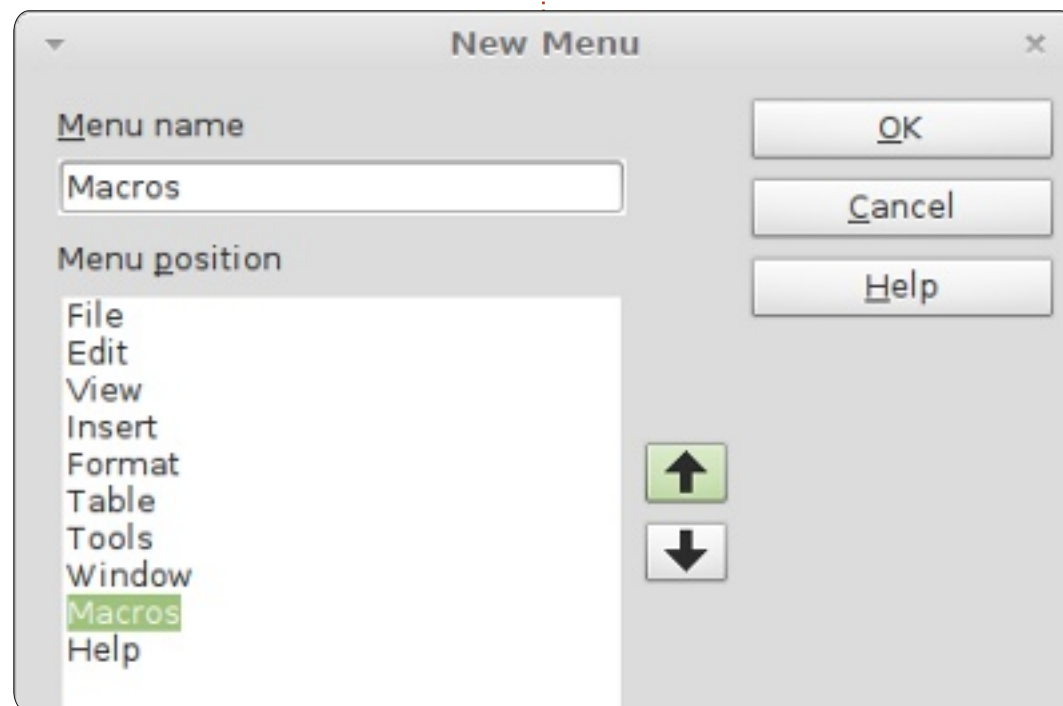 New Menu
Menu name
Macros
Menu position
File
Edit
View
Insert
Format
Table
Tools
Window
Macros
Help
OK
Cancel
Help